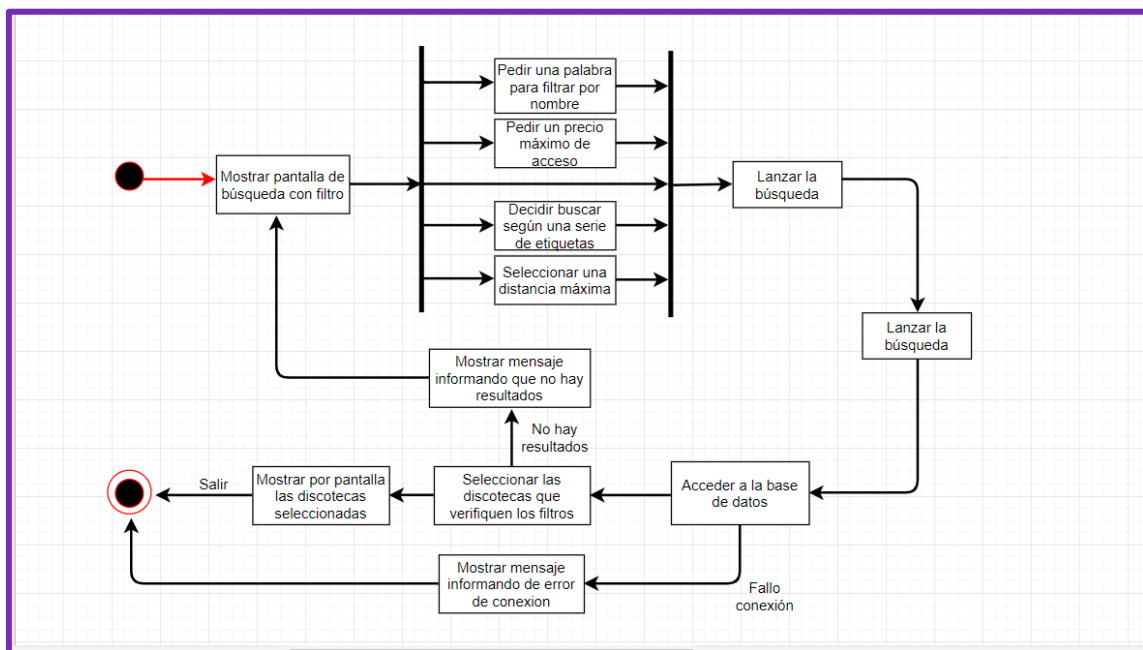 Pedir una palabra
para filtrar por
nombre
Pedir un precio
máximo de
acceso
Mostrar pantalla de
búsqueda con filtro
Lanzar la
búsqueda
Decidir buscar
según una serie
de etiquetas
Seleccionar una
distancia máxima
Lanzar la
búsqueda
Mostrar mensaje
informando que no hay
resultados
No hay
resultados
Salir
Mostrar por pantalla
las discotecas
seleccionadas
Seleccionar las
discotecas que
verifiquen los filtros
Acceder a la base
de datos
Mostrar mensaje
informando de error
de conexion
Fallo
conexión